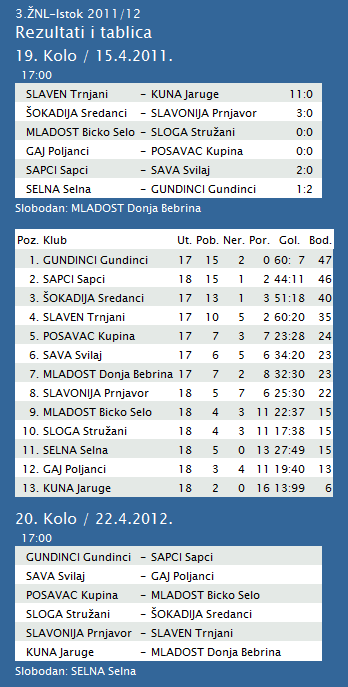 3.ŽNL-Istok 2011/12
Rezultati i tablica
19. Kolo / 15.4.2011.
17:00
SLAVEN Trnjani - KUNA Jaruge 11:0
ŠOKADIJA Sredanci - SLAVONIJA Prnjavor 3:0
MLADOST Bicko Selo - SLOGA Stružani 0:0
GAJ Poljanci - POSAVAC Kupina 0:0
SAPCI Sapci - SAVA Svilaj 2:0
SELNA Selna - GUNDINCI Gundinci 1:2
Slobodan: MLADOST Donja Bebrina
Poz. Klub Ut. Pob. Ner. Por. Gol. Bod.
1. GUNDINCI Gundinci 17 15 2 0 60: 7 47
2. SAPCI Sapci 18 15 1 2 44:11 46
3. ŠOKADIJA Sredanci 17 13 1 3 51:18 40
4. SLAVEN Trnjani 17 10 5 2 60:20 35
5. POSAVAC Kupina 17 7 3 7 23:28 24
6. SAVA Svilaj 17 6 5 6 34:20 23
7. MLADOST Donja Bebrina 17 7 2 8 32:30 23
8. SLAVONIJA Prnjavor 18 5 7 6 25:30 22
9. MLADOST Bicko Selo 18 4 3 11 22:37 15
10. SLOGA Stružani 18 4 3 11 17:38 15
11. SELNA Selna 18 5 0 13 27:49 15
12. GAJ Poljanci 18 3 4 11 19:40 13
13. KUNA Jaruge 18 2 0 16 13:99 6
20. Kolo / 22.4.2012.
17:00
GUNDINCI Gundinci - SAPCI Sapci
SAVA Svilaj - GAJ Poljanci
POSAVAC Kupina - MLADOST Bicko Selo
SLOGA Stružani - ŠOKADIJA Sredanci
SLAVONIJA Prnjavor - SLAVEN Trnjani
KUNA Jaruge - MLADOST Donja Bebrina
Slobodan: SELNA Selna